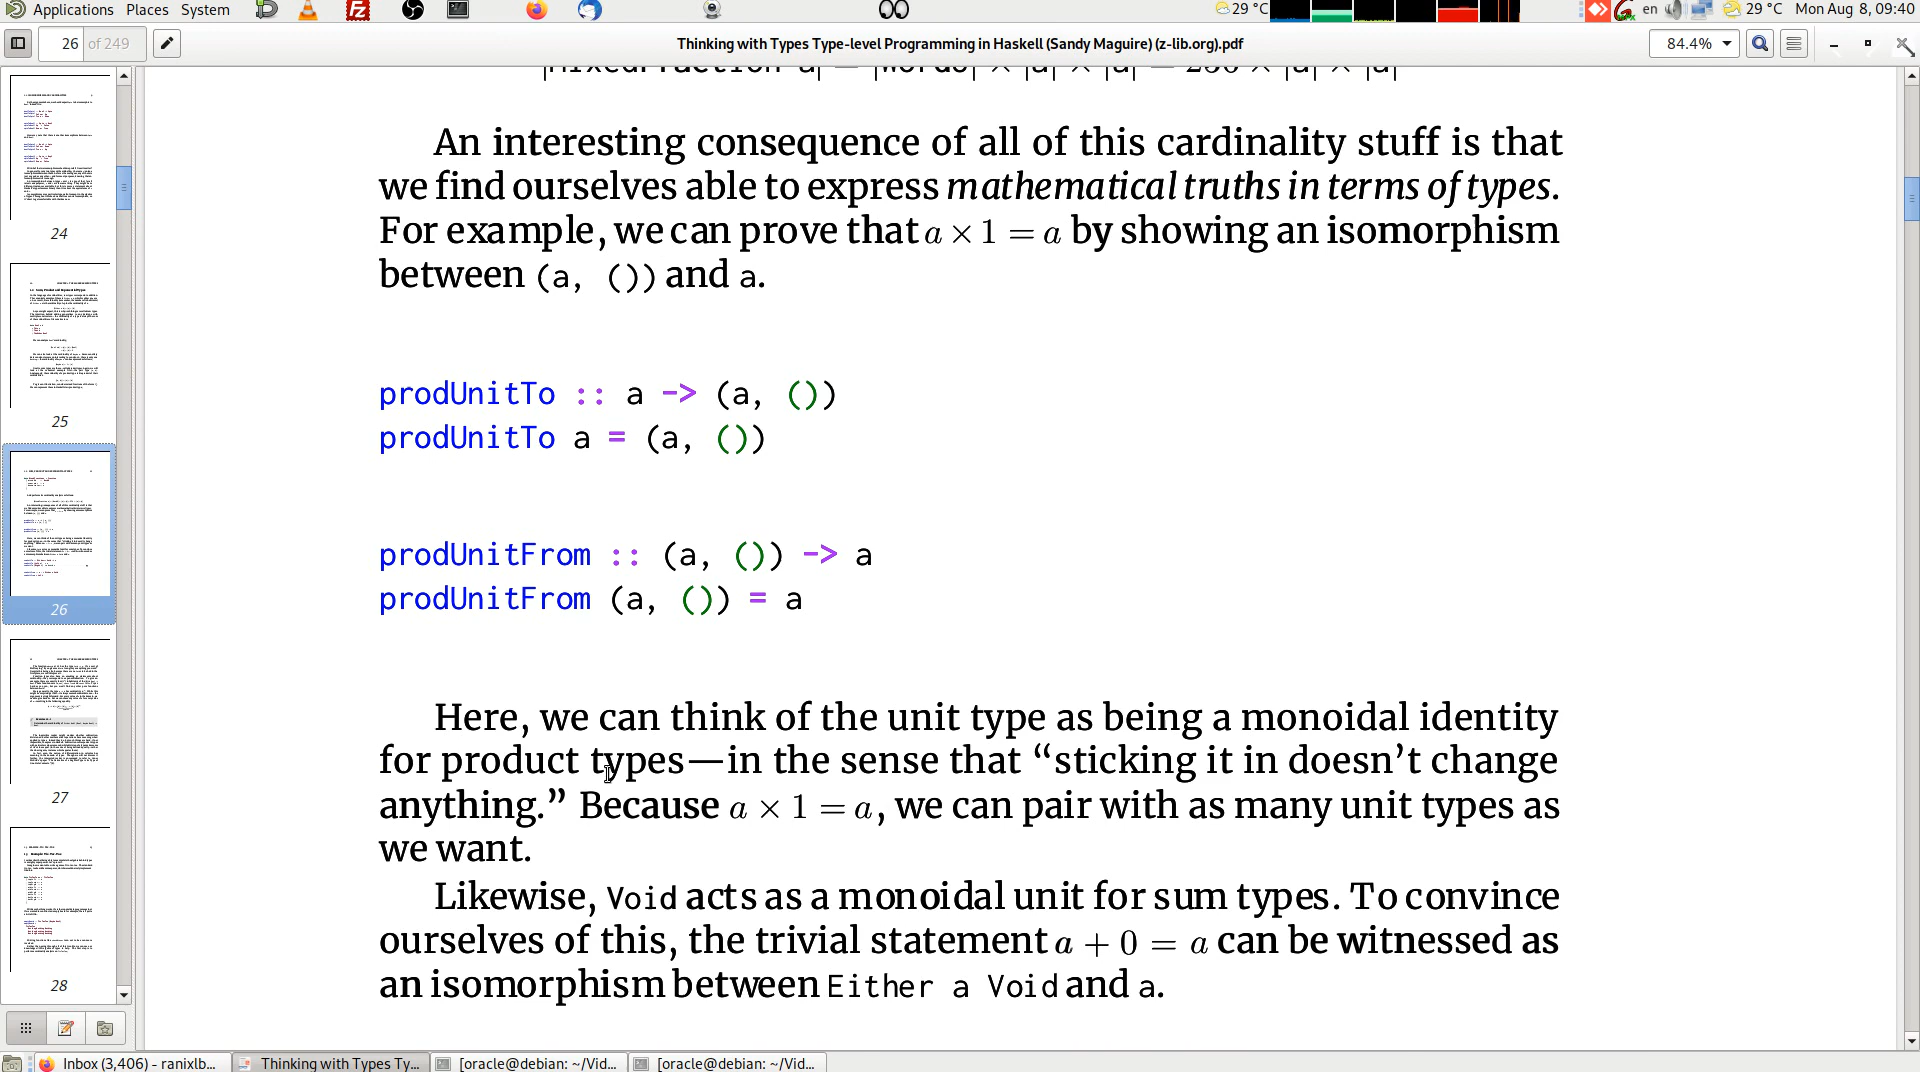 Applications Places System
29 °C
en
29 °C
Mon Aug 8, 09:40
26 of 249
Thinking with Types Type-level Programming in Haskell (Sandy Maguire) (z-lib.org).pdf
84.4%
An interesting consequence of all of this cardinality stuff is that
we find ourselves able to express mathematical truths in terms of types.
For example, we can prove that a × 1 = a by showing an isomorphism
between (a, ()) and a.
prodUnitTo :: a -> (a, ())
prodUnitTo a = (a, ())
prodUnitFrom :: (a, ()) -> a
prodUnitFrom (a, ()) = a
Here, we can think of the unit type as being a monoidal identity
for product types—in the sense that “sticking it in doesn’t change
anything.” Because a × 1 = a, we can pair with as many unit types as
we want.
Likewise, Void acts as a monoidal unit for sum types. To convince
ourselves of this, the trivial statement a + 0 = a can be witnessed as
an isomorphism between Either a Void and a.
24
25
26
27
28
Inbox (3,406) - ranixlb...
Thinking with Types Ty...
[oracle@debian: ~/Vid...
[oracle@debian: ~/Vid...